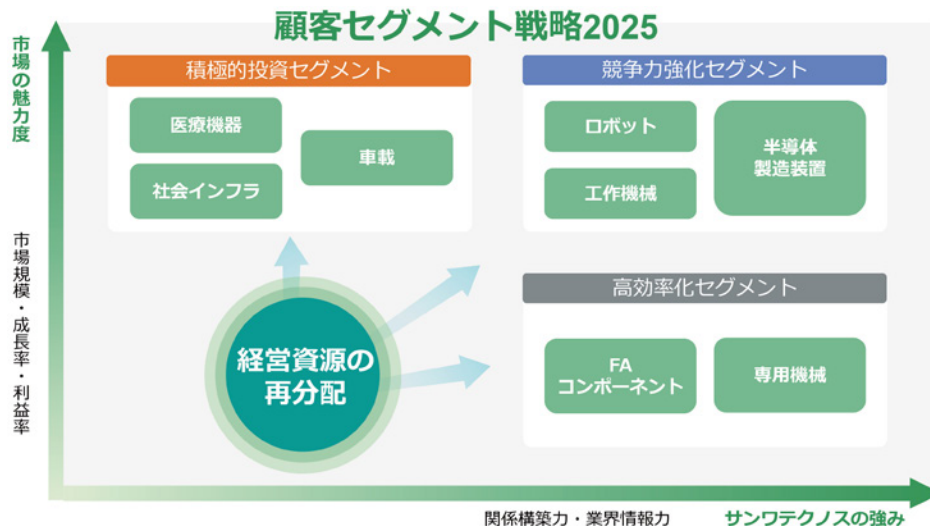 顧客セグメント戦略2025
市場の魅力度
市場規模・成長率・利益率
積極的投資セグメント
医療機器
車載
社会インフラ
競争力強化セグメント
ロボット
半導体
製造装置
工作機械
経営資源の
再分配
高効率化セグメント
FA
コンポーネント
専用機械
関係構築力・業界情報力
サンワテクノスの強み